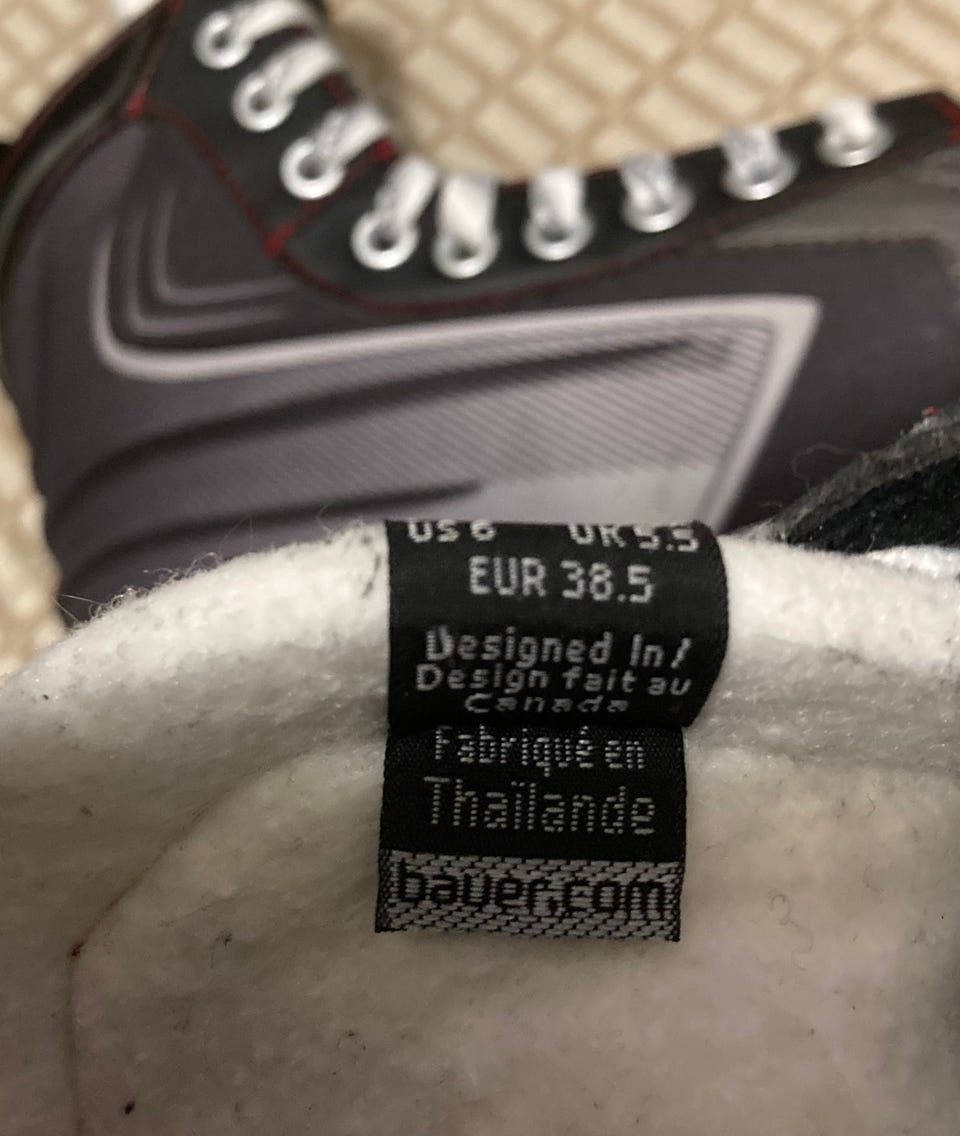 US 6 UK 5.5
EUR 38.5
Designed In/
Design fait au
Canada
Fabriqué en
Thaïlande
bauer.com